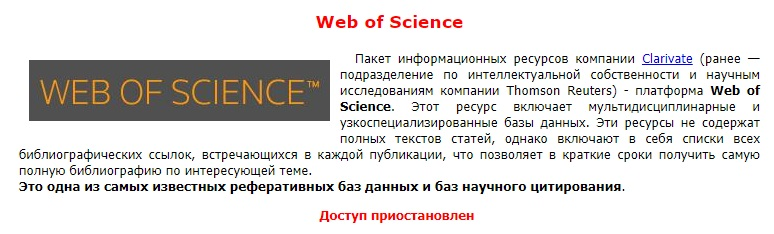 Web of Science
WEB OF SCIENCE™
Пакет информационных ресурсов компании Clarivate (ранее —
подразделение по интеллектуальной собственности и научным
исследованиям компании Thomson Reuters) - платформа Web of
Science. Этот ресурс включает мультидисциплинарные и
узкоспециализированные базы данных. Эти ресурсы не содержат
полных текстов статей, однако включают в себя списки всех
библиографических ссылок, встречающихся в каждой публикации, что позволяет в краткие сроки получить самую
полную библиографию по интересующей теме.
Это одна из самых известных реферативных баз данных и баз научного цитирования.
Доступ приостановлен